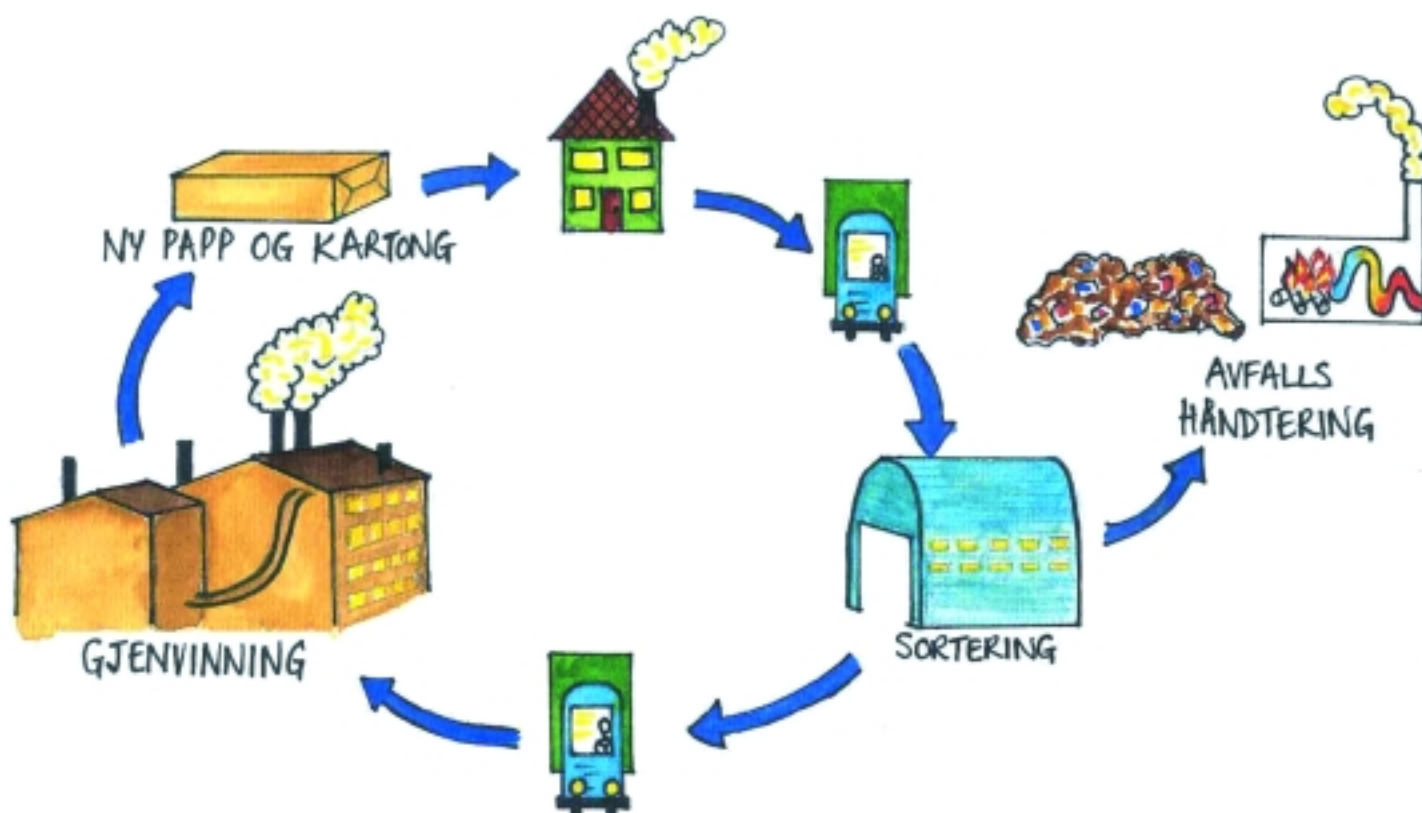 NY PAPP OG KARTONG
AVFALLS
HÅNDTERING
SORTERING
GJENVINNING